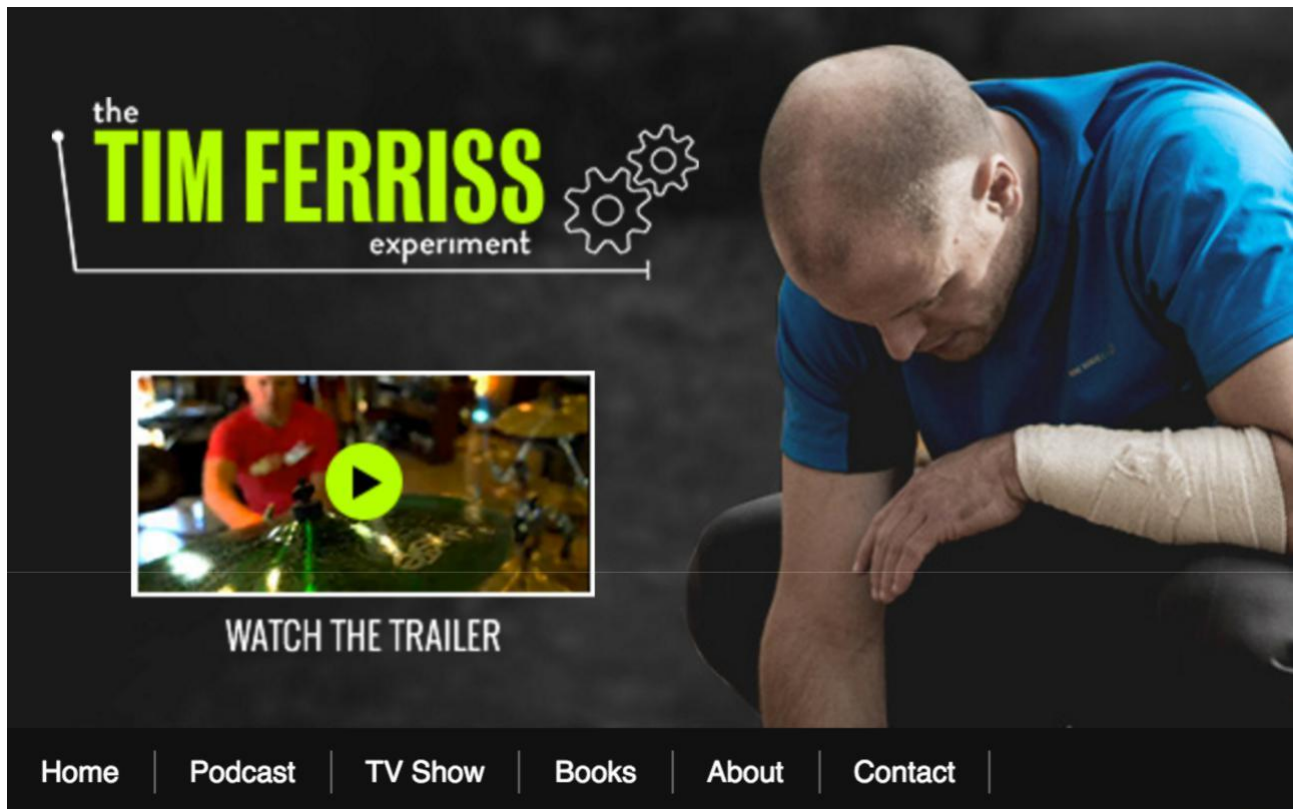 the
TIM FERRISS
experiment
WATCH THE TRAILER
Home
Podcast
TV Show
Books
About
Contact